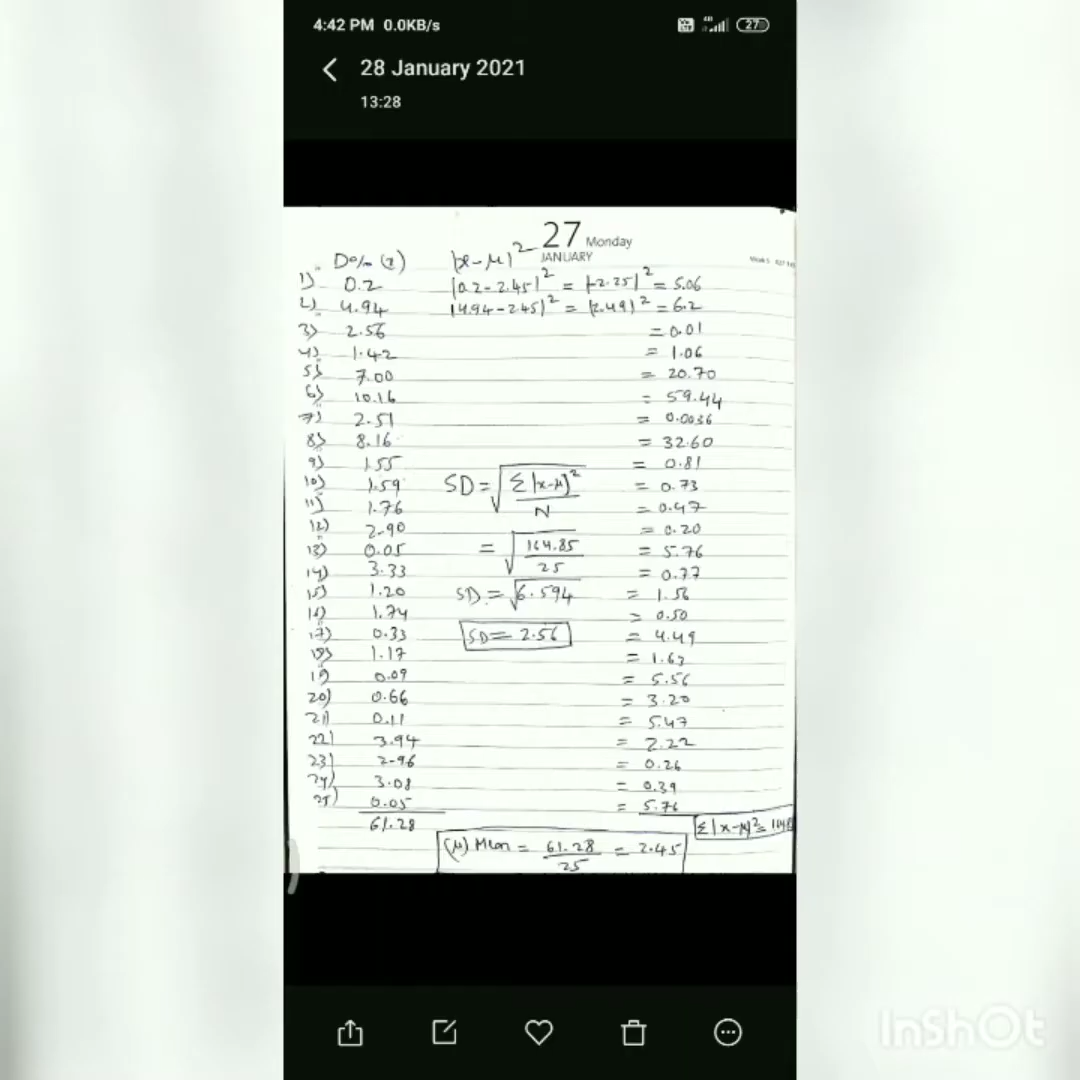 4:42 PM 0.0KB/s 27
28 January 2021
13:28
27 Monday
JANUARY
D% (x) |x-μ|²
1) 0.2 |0.2-2.45|² = |-2.25|² = 5.06
2) 4.94 |4.94-2.45|² = |2.49|² = 6.2
3) 2.56 = 0.01
4) 1.42 = 1.06
5) 7.00 = 20.70
6) 10.16 = 59.44
7) 2.51 = 0.0036
8) 8.16 = 32.60
9) 1.55 = 0.81
10) 1.59 SD = √Σ|x-μ|²/N = 0.73
11) 1.76 = 0.47
12) 2.90 = 0.20
13) 0.05 = √164.85/25 = 5.76
14) 3.33 = 0.77
15) 1.20 SD = √6.594 = 1.56
16) 1.74 = 0.50
17) 0.33 SD = 2.56 = 4.49
18) 1.17 = 1.63
19) 0.09 = 5.56
20) 0.66 = 3.20
21) 0.11 = 5.47
22) 3.94 = 2.22
23) 2.96 = 0.26
24) 3.08 = 0.39
25) 0.05 = 5.76
61.28 Σ|x-μ|² =
(μ) Mean = 61.28/25 = 2.45
InShOt